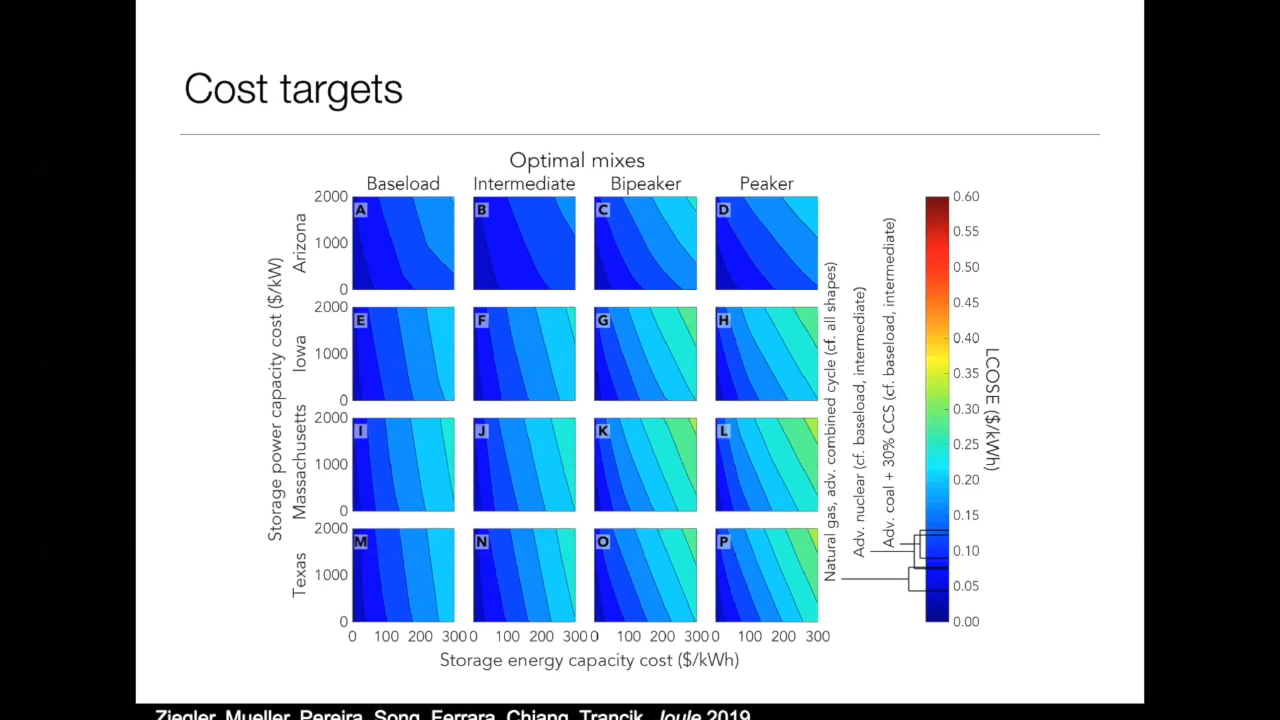 Cost targets
Optimal mixes
Baseload Intermediate Bipeaker Peaker
Storage power capacity cost ($/kW)
Arizona
2000
1000
0
A B C D
Iowa
2000
1000
0
E F G H
Massachusetts
2000
1000
0
I J K L
Texas
2000
1000
0
M N O P
0 100 200 300 0 100 200 300 0 100 200 300 0 100 200 300
Storage energy capacity cost ($/kWh)
Natural gas, adv. combined cycle (cf. all shapes)
Adv. nuclear (cf. baseload, intermediate)
Adv. coal + 30% CCS (cf. baseload, intermediate)
0.60
0.55
0.50
0.45
0.40
0.35
0.30
0.25
0.20
0.15
0.10
0.05
0.00
LCOSE ($/kWh)
Ziegler, Mueller, Pereira, Song, Ferrara, Chiang, Trancik, Joule 2019